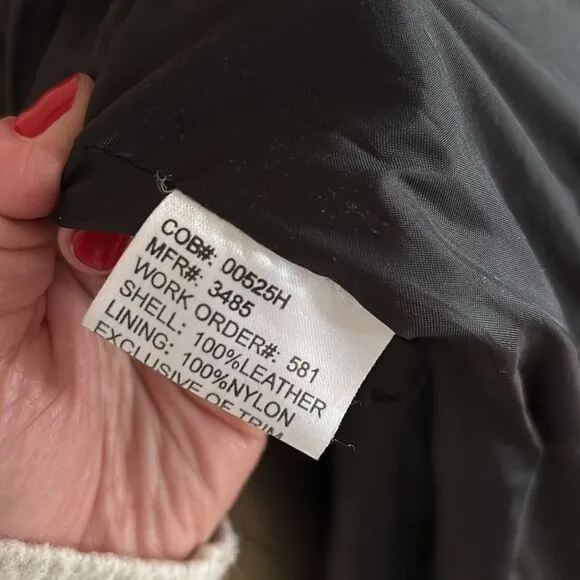 COB#: 00525H
MFR#: 3485
WORK ORDER#: 581
SHELL: 100%LEATHER
LINING: 100%NYLON
EXCLUSIVE OF TRIM